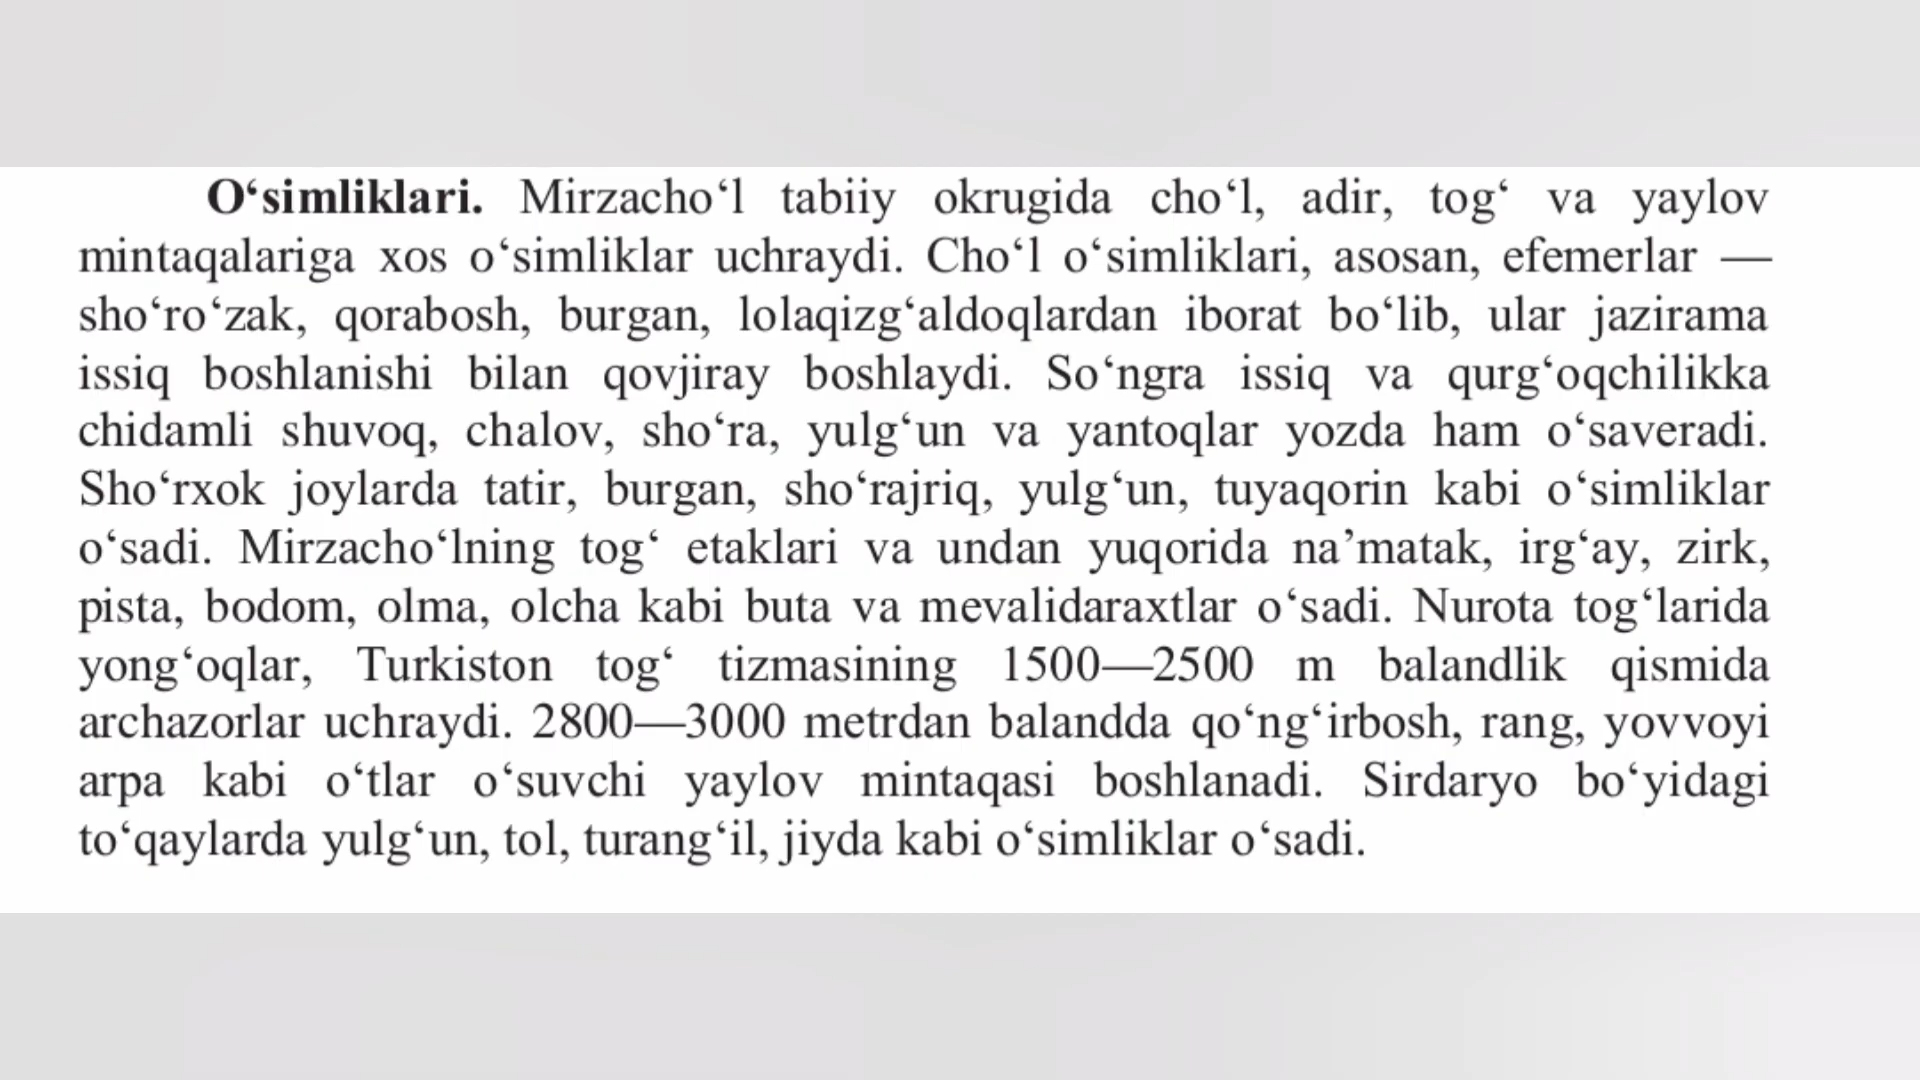 O‘simliklari. Mirzacho‘l tabiiy okrugida cho‘l, adir, tog‘ va yaylov
mintaqalariga xos o‘simliklar uchraydi. Cho‘l o‘simliklari, asosan, efemerlar —
sho‘ro‘zak, qorabosh, burgan, lolaqizg‘aldoqlardan iborat bo‘lib, ular jazirama
issiq boshlanishi bilan qovjiray boshlaydi. So‘ngra issiq va qurg‘oqchilikka
chidamli shuvoq, chalov, sho‘ra, yulg‘un va yantoqlar yozda ham o‘saveradi.
Sho‘rxok joylarda tatir, burgan, sho‘rajriq, yulg‘un, tuyaqorin kabi o‘simliklar
o‘sadi. Mirzacho‘lning tog‘ etaklari va undan yuqorida na’matak, irg‘ay, zirk,
pista, bodom, olma, olcha kabi buta va mevalidaraxtlar o‘sadi. Nurota tog‘larida
yong‘oqlar, Turkiston tog‘ tizmasining 1500—2500 m balandlik qismida
archazorlar uchraydi. 2800—3000 metrdan balandda qo‘ng‘irbosh, rang, yovvoyi
arpa kabi o‘tlar o‘suvchi yaylov mintaqasi boshlanadi. Sirdaryo bo‘yidagi
to‘qaylarda yulg‘un, tol, turang‘il, jiyda kabi o‘simliklar o‘sadi.